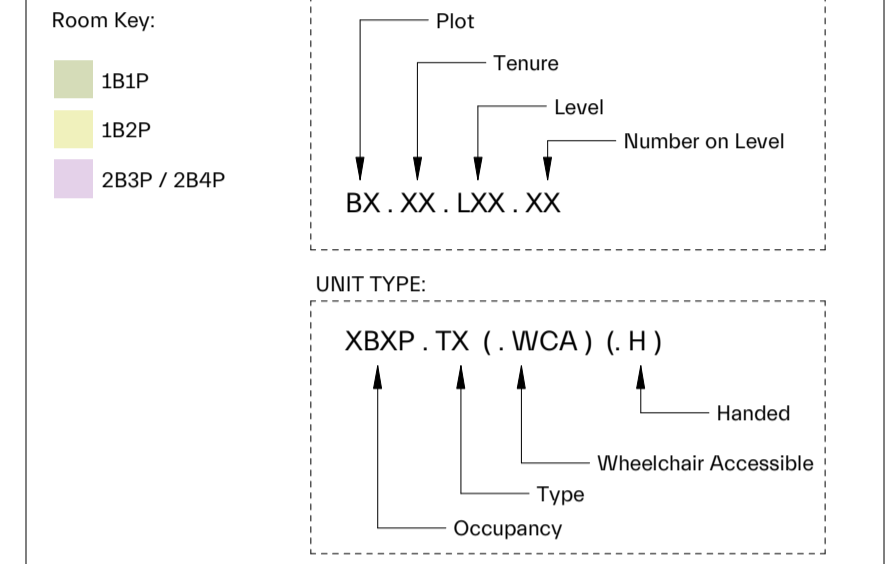 Room Key:
1B1P
1B2P
2B3P / 2B4P
Plot
Tenure
Level
Number on Level
BX . XX . LXX . XX
UNIT TYPE:
XBXP . TX ( . WCA ) (. H )
Handed
Wheelchair Accessible
Type
Occupancy